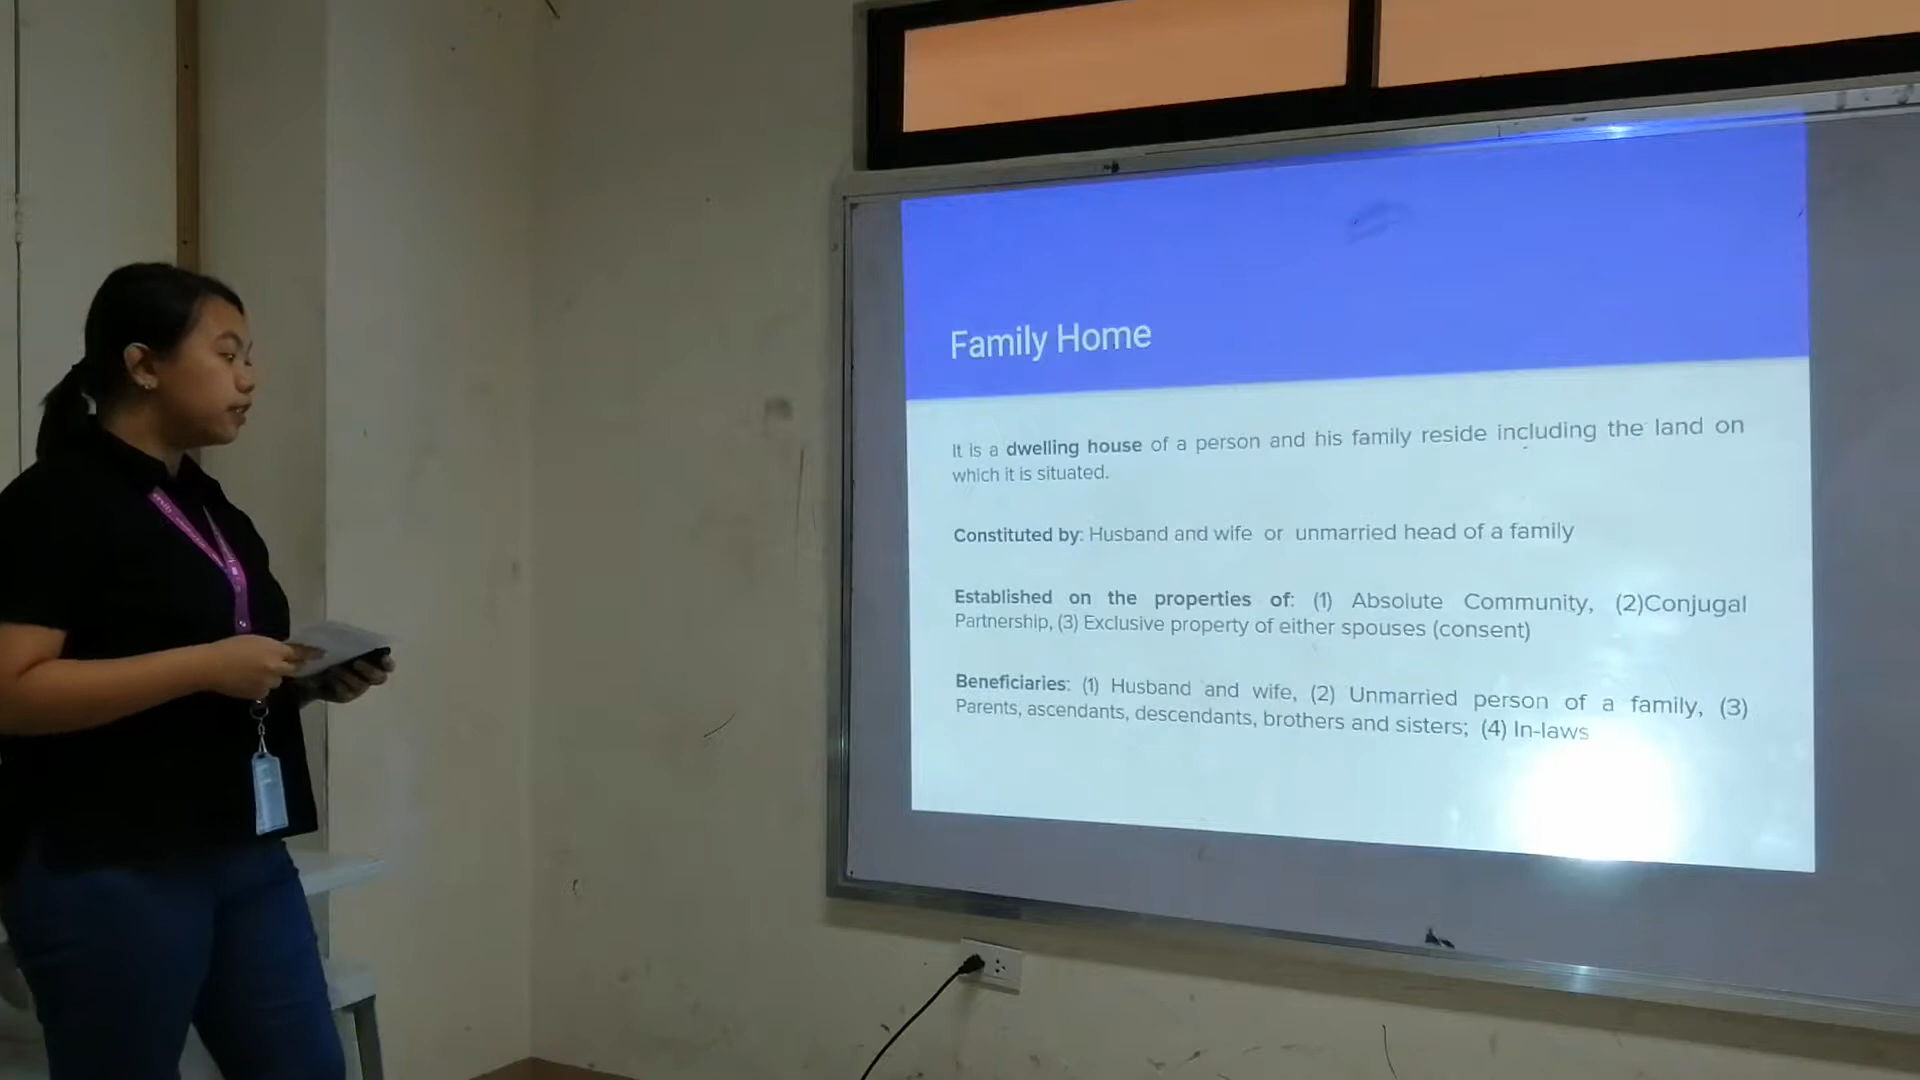 Family Home
It is a dwelling house of a person and his family reside including the land on
which it is situated.
Constituted by: Husband and wife or unmarried head of a family
Established on the properties of: (1) Absolute Community, (2)Conjugal
Partnership, (3) Exclusive property of either spouses (consent)
Beneficiaries: (1) Husband and wife, (2) Unmarried person of a family, (3)
Parents, ascendants, descendants, brothers and sisters; (4) In-laws